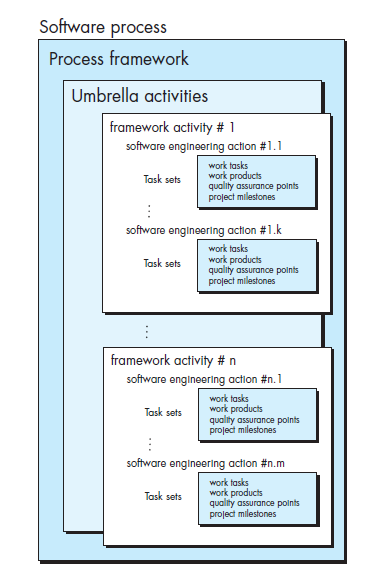 Software process
Process framework
Umbrella activities
framework activity # 1
software engineering action #1.1
Task sets
work tasks
work products
quality assurance points
project milestones
software engineering action #1.k
Task sets
work tasks
work products
quality assurance points
project milestones
framework activity # n
software engineering action #n.1
Task sets
work tasks
work products
quality assurance points
project milestones
software engineering action #n.m
Task sets
work tasks
work products
quality assurance points
project milestones